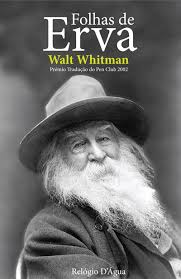 Folhas de
Erva
Walt Whitman
Prémio Tradução do Pen Club 2002
Relógio D'Água